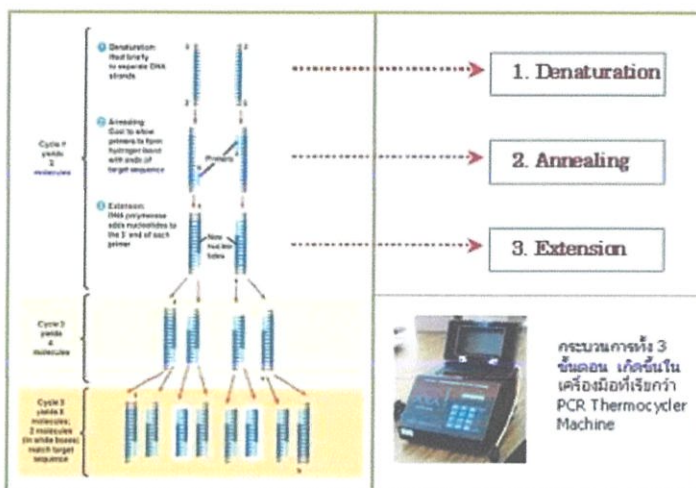 1 Denaturation:
Heat briefly
to separate DNA
strands
Cycle 1
yields
2
molecules
2 Annealing:
Cool to allow
primers to form
hydrogen bond
with ends of
target sequence
Primers
3 Extension:
DNA polymerase
adds nucleotides to
the 3' end of each
primer
New
nucleo-
tides
Cycle 2
yields
4
molecules
Cycle 3
yields 8
molecules;
2 molecules
(in white boxes)
match target
sequence
1. Denaturation
2. Annealing
3. Extension
กระบวนการทั้ง 3
ขั้นตอน เกิดขึ้นใน
เครื่องมือที่เรียกว่า
PCR Thermocycler
Machine